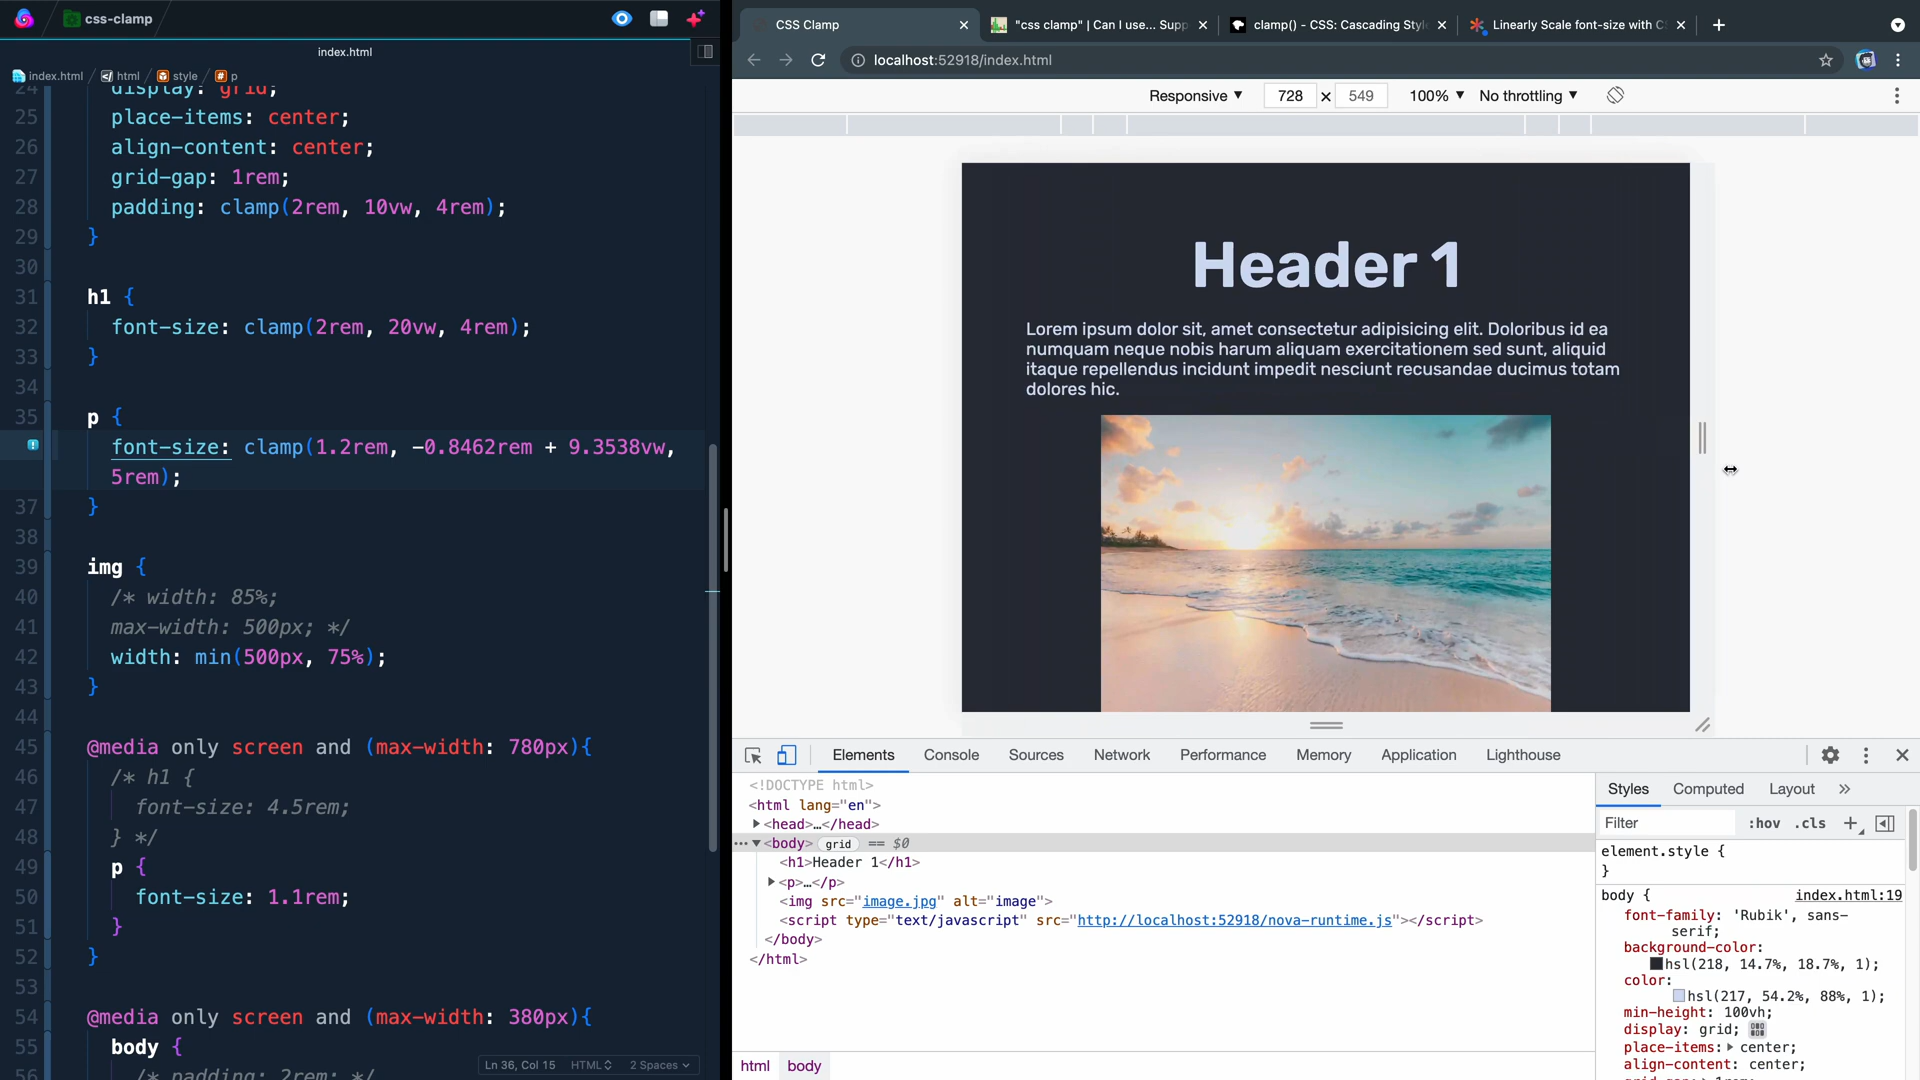 css-clamp
index.html
index.html
html
style
p
24 display: grid;
25 place-items: center;
26 align-content: center;
27 grid-gap: 1rem;
28 padding: clamp(2rem, 10vw, 4rem);
29 }
30
31 h1 {
32 font-size: clamp(2rem, 20vw, 4rem);
33 }
34
35 p {
font-size: clamp(1.2rem, -0.8462rem + 9.3538vw,
5rem);
37 }
38
39 img {
40 /* width: 85%;
41 max-width: 500px; */
42 width: min(500px, 75%);
43 }
44
45 @media only screen and (max-width: 780px){
46 /* h1 {
47 font-size: 4.5rem;
48 } */
49 p {
50 font-size: 1.1rem;
51 }
52 }
53
54 @media only screen and (max-width: 380px){
55 body {
56 /* padding: 2rem; */
Ln 36, Col 15 HTML 2 Spaces
CSS Clamp
"css clamp" | Can I use... Supp
clamp() - CSS: Cascading Style
Linearly Scale font-size with C
localhost:52918/index.html
Responsive 728 × 549 100% No throttling
Header 1
Lorem ipsum dolor sit, amet consectetur adipisicing elit. Doloribus id ea
numquam neque nobis harum aliquam exercitationem sed sunt, aliquid
itaque repellendus incidunt impedit nesciunt recusandae ducimus totam
dolores hic.
Elements Console Sources Network Performance Memory Application Lighthouse
<!DOCTYPE html>
<html lang="en">
<head>…</head>
<body> grid == $0
<h1>Header 1</h1>
<p>…</p>
<img src="image.jpg" alt="image">
<script type="text/javascript" src="http://localhost:52918/nova-runtime.js"></script>
</body>
</html>
html body
Styles Computed Layout »
Filter :hov .cls +
element.style {
}
body { index.html:19
font-family: 'Rubik', sans-
serif;
background-color:
hsl(218, 14.7%, 18.7%, 1);
color:
hsl(217, 54.2%, 88%, 1);
min-height: 100vh;
display: grid;
place-items: center;
align-content: center;
grid-gap: 1rem;